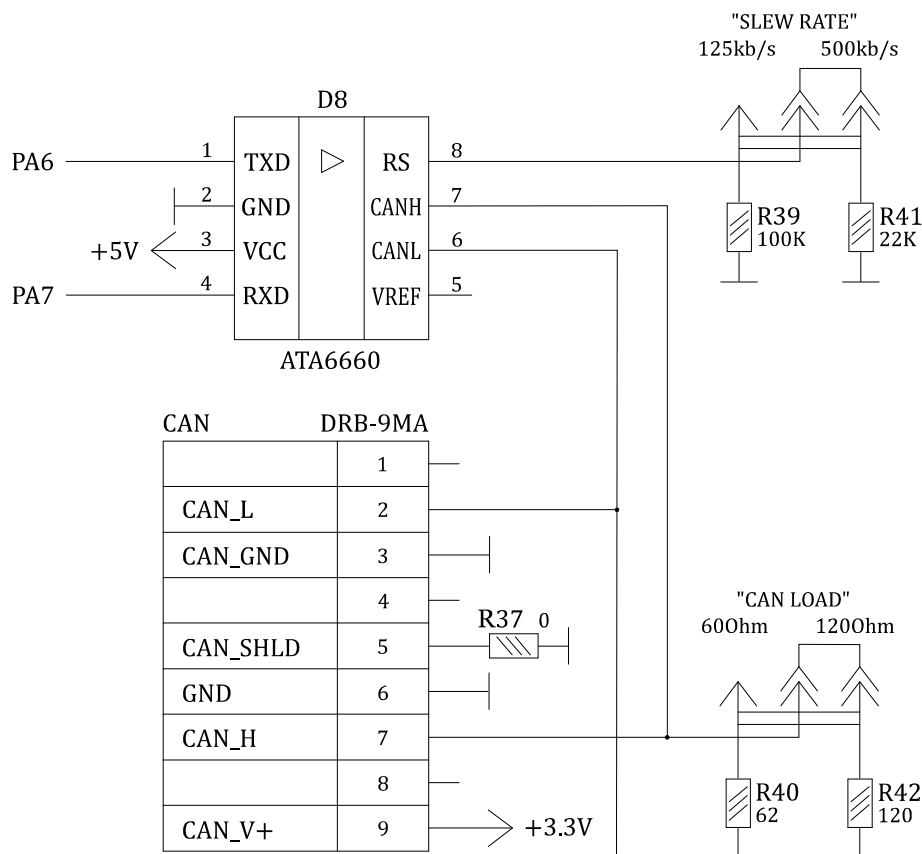 "SLEW RATE"
125kb/s 500kb/s
D8
PA6 1 TXD RS 8
2 GND CANH 7
+5V 3 VCC CANL 6
PA7 4 RXD VREF 5
ATA6660
R39
100K
R41
22K
CAN DRB-9MA
1
CAN_L 2
CAN_GND 3
4
CAN_SHLD 5
R37 0
GND 6
CAN_H 7
8
CAN_V+ 9
+3.3V
"CAN LOAD"
60Ohm 120Ohm
R40
62
R42
120